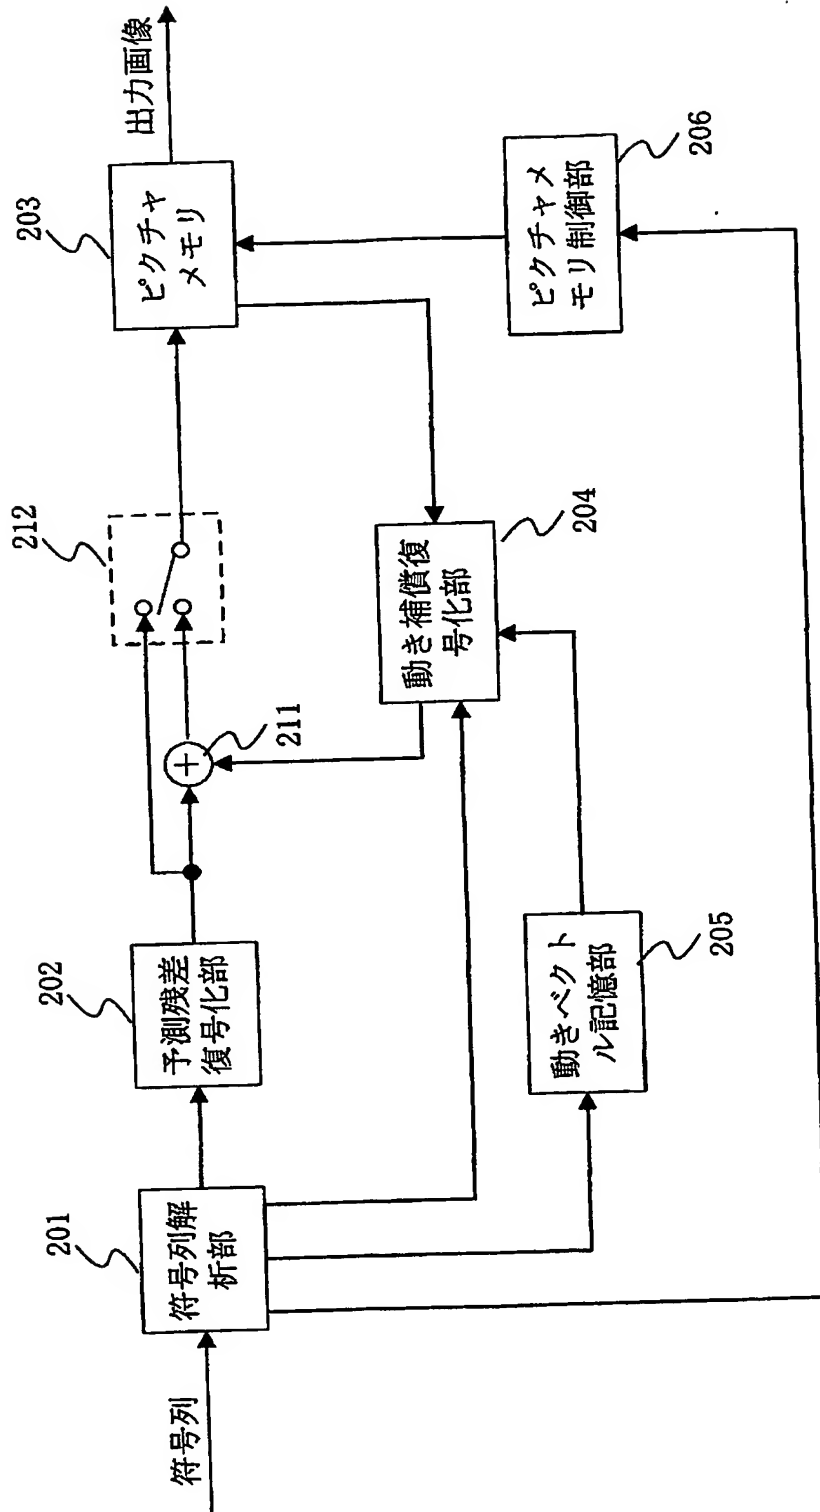 符号列
201
符号列解
析部
202
予測残差
復号化部
+
211
212
203
ピクチャ
メモリ
出力画像
動き補償復
号化部
204
動きベクト
ル記憶部
205
ピクチャメ
モリ制御部
206